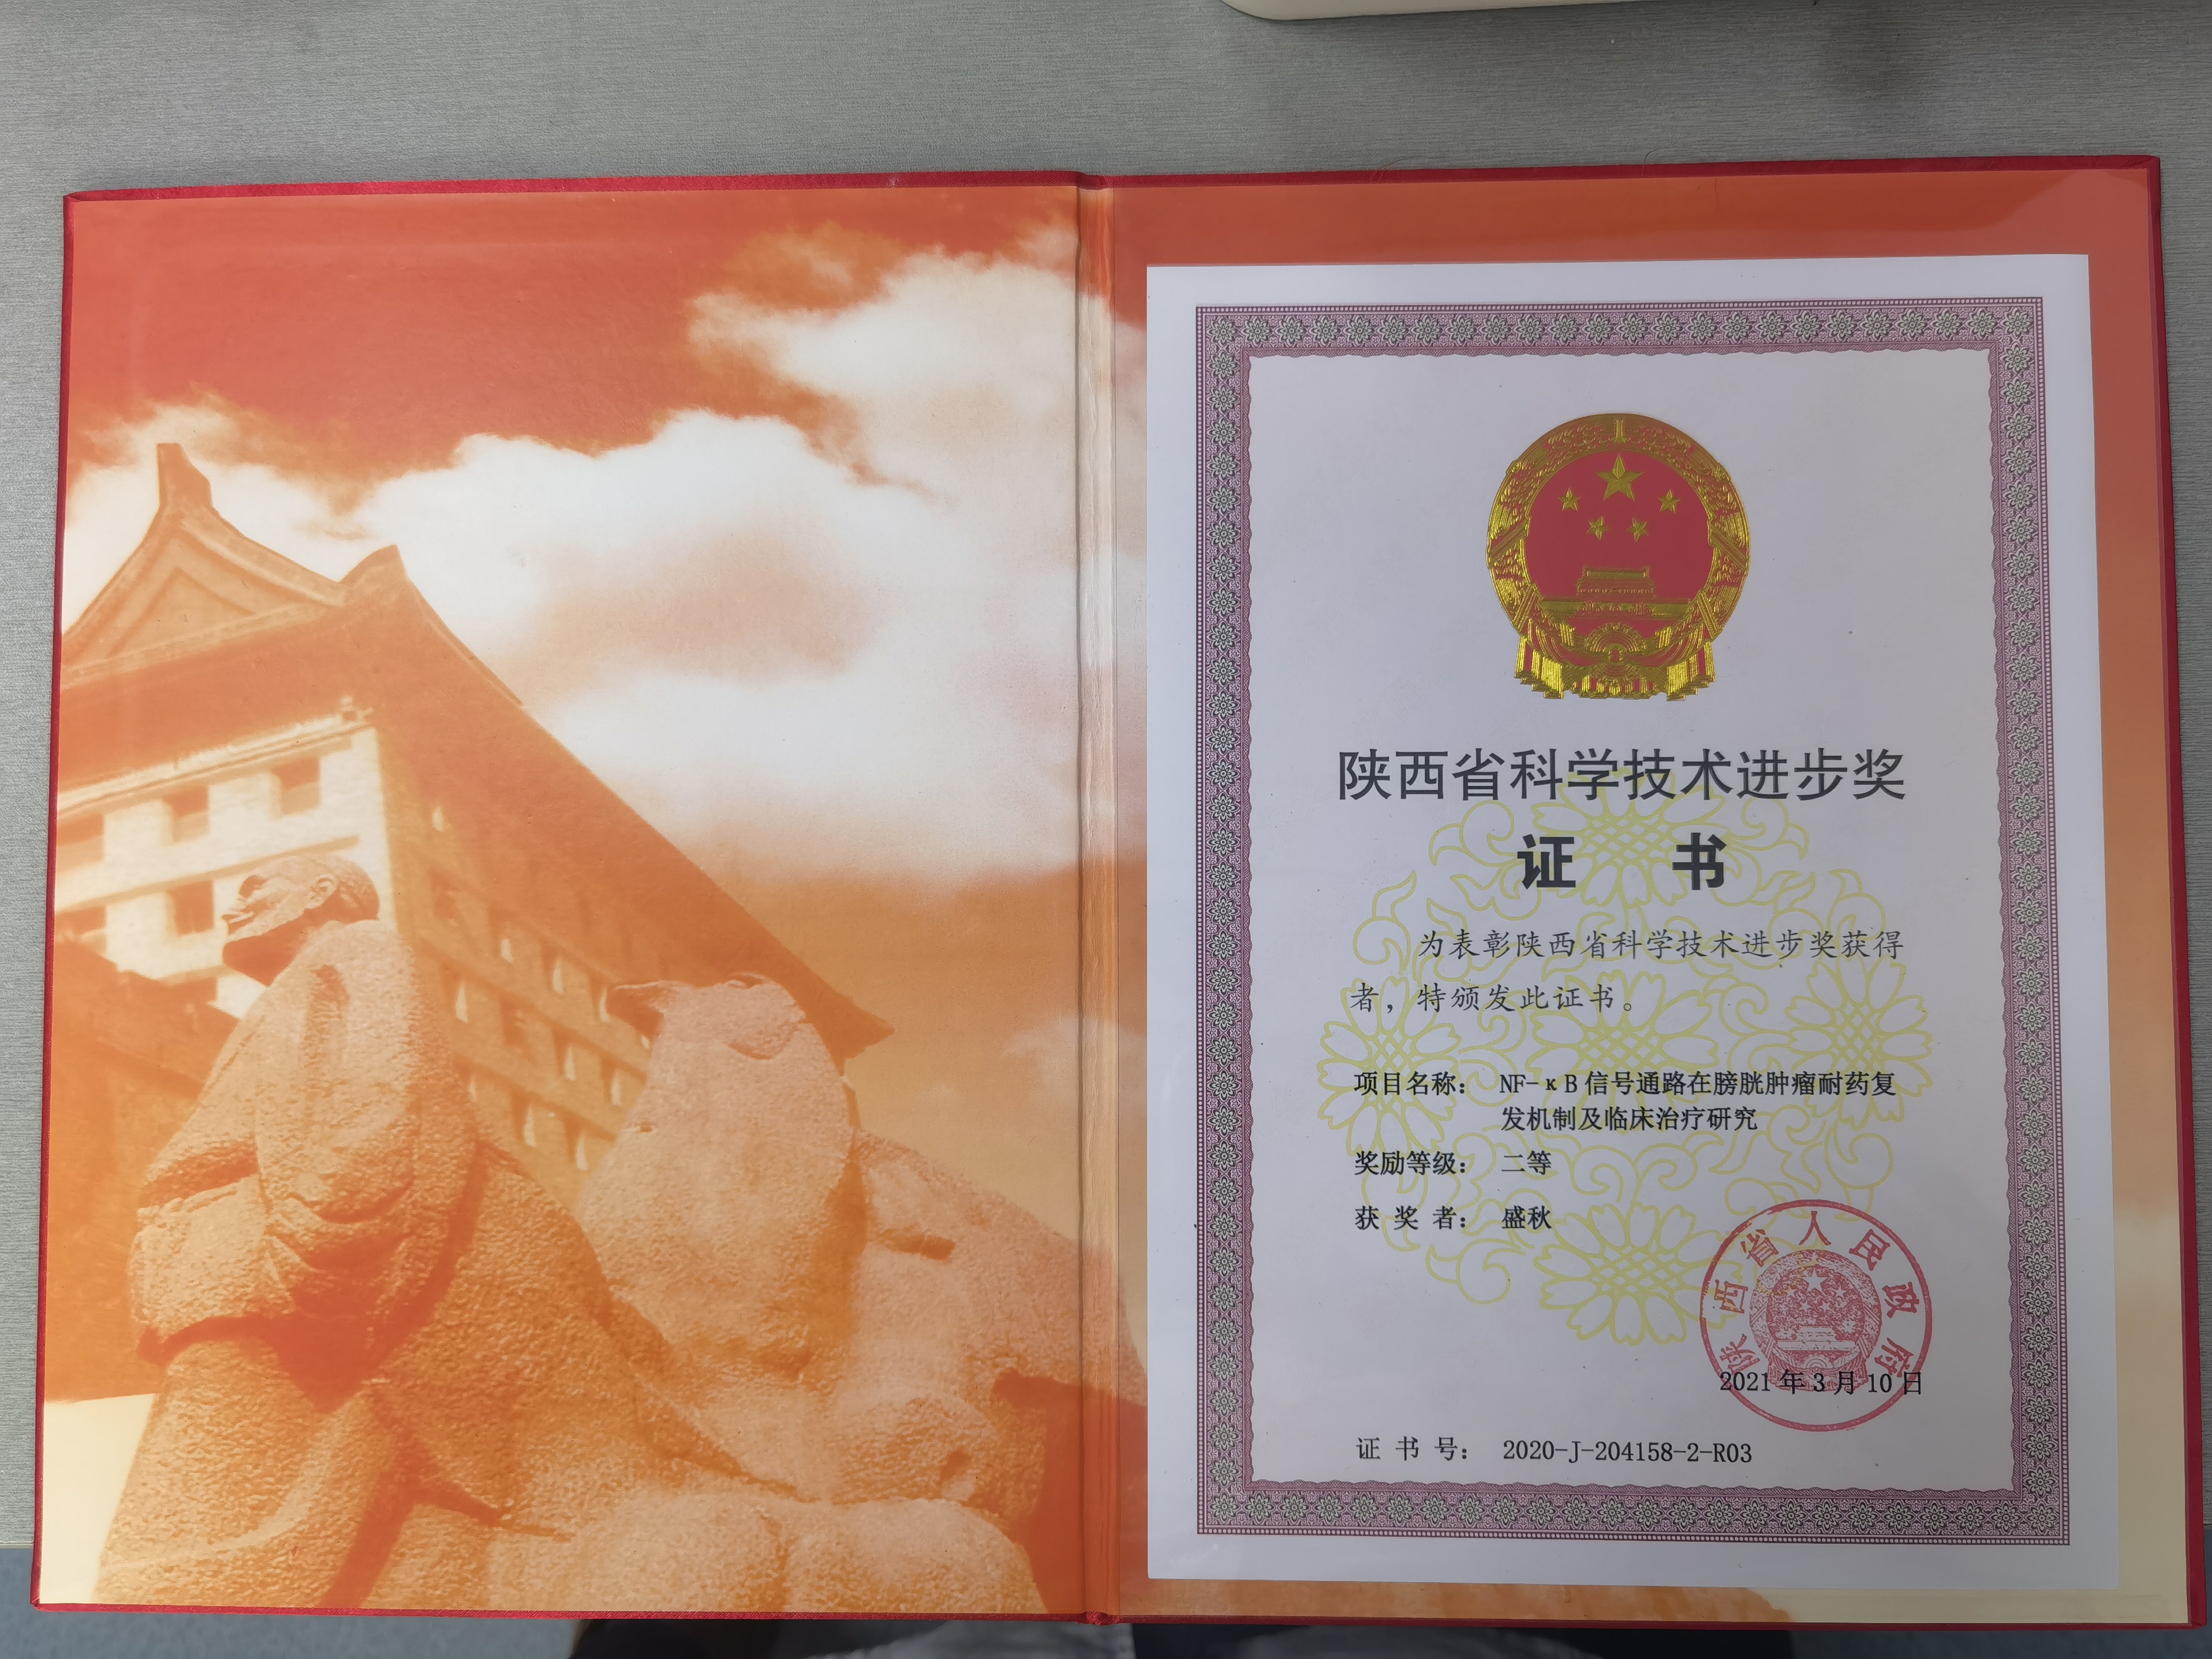 陕西省科学技术进步奖
证 书
为表彰陕西省科学技术进步奖获得
者，特颁发此证书。
项目名称： NF-κB信号通路在膀胱肿瘤耐药复
发机制及临床治疗研究
奖励等级： 二等
获 奖 者： 盛秋
陕西省人民政府
2021年3月10日
证 书 号： 2020-J-204158-2-R03